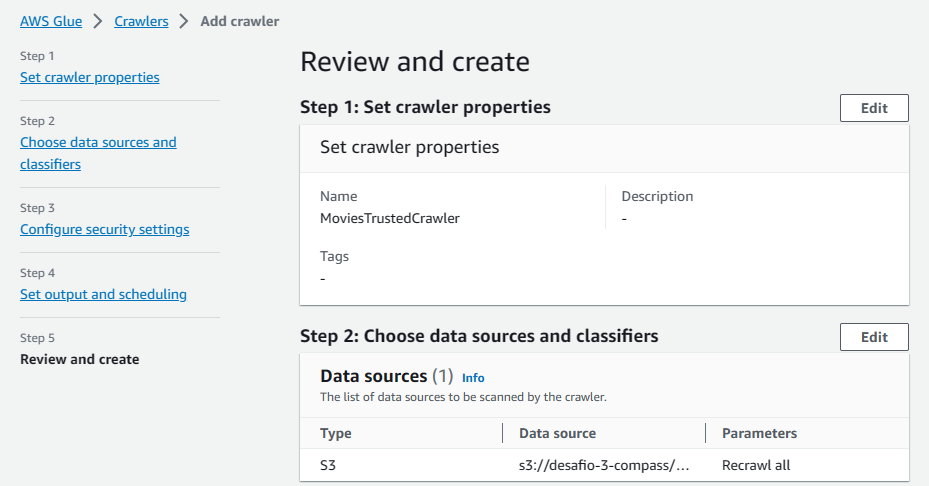 AWS Glue > Crawlers > Add crawler
Step 1
Set crawler properties
Step 2
Choose data sources and
classifiers
Step 3
Configure security settings
Step 4
Set output and scheduling
Step 5
Review and create
Review and create
Step 1: Set crawler properties
Edit
Set crawler properties
Name
MoviesTrustedCrawler
Description
-
Tags
-
Step 2: Choose data sources and classifiers
Edit
Data sources (1) Info
The list of data sources to be scanned by the crawler.
Type Data source Parameters
S3 s3://desafio-3-compass/... Recrawl all